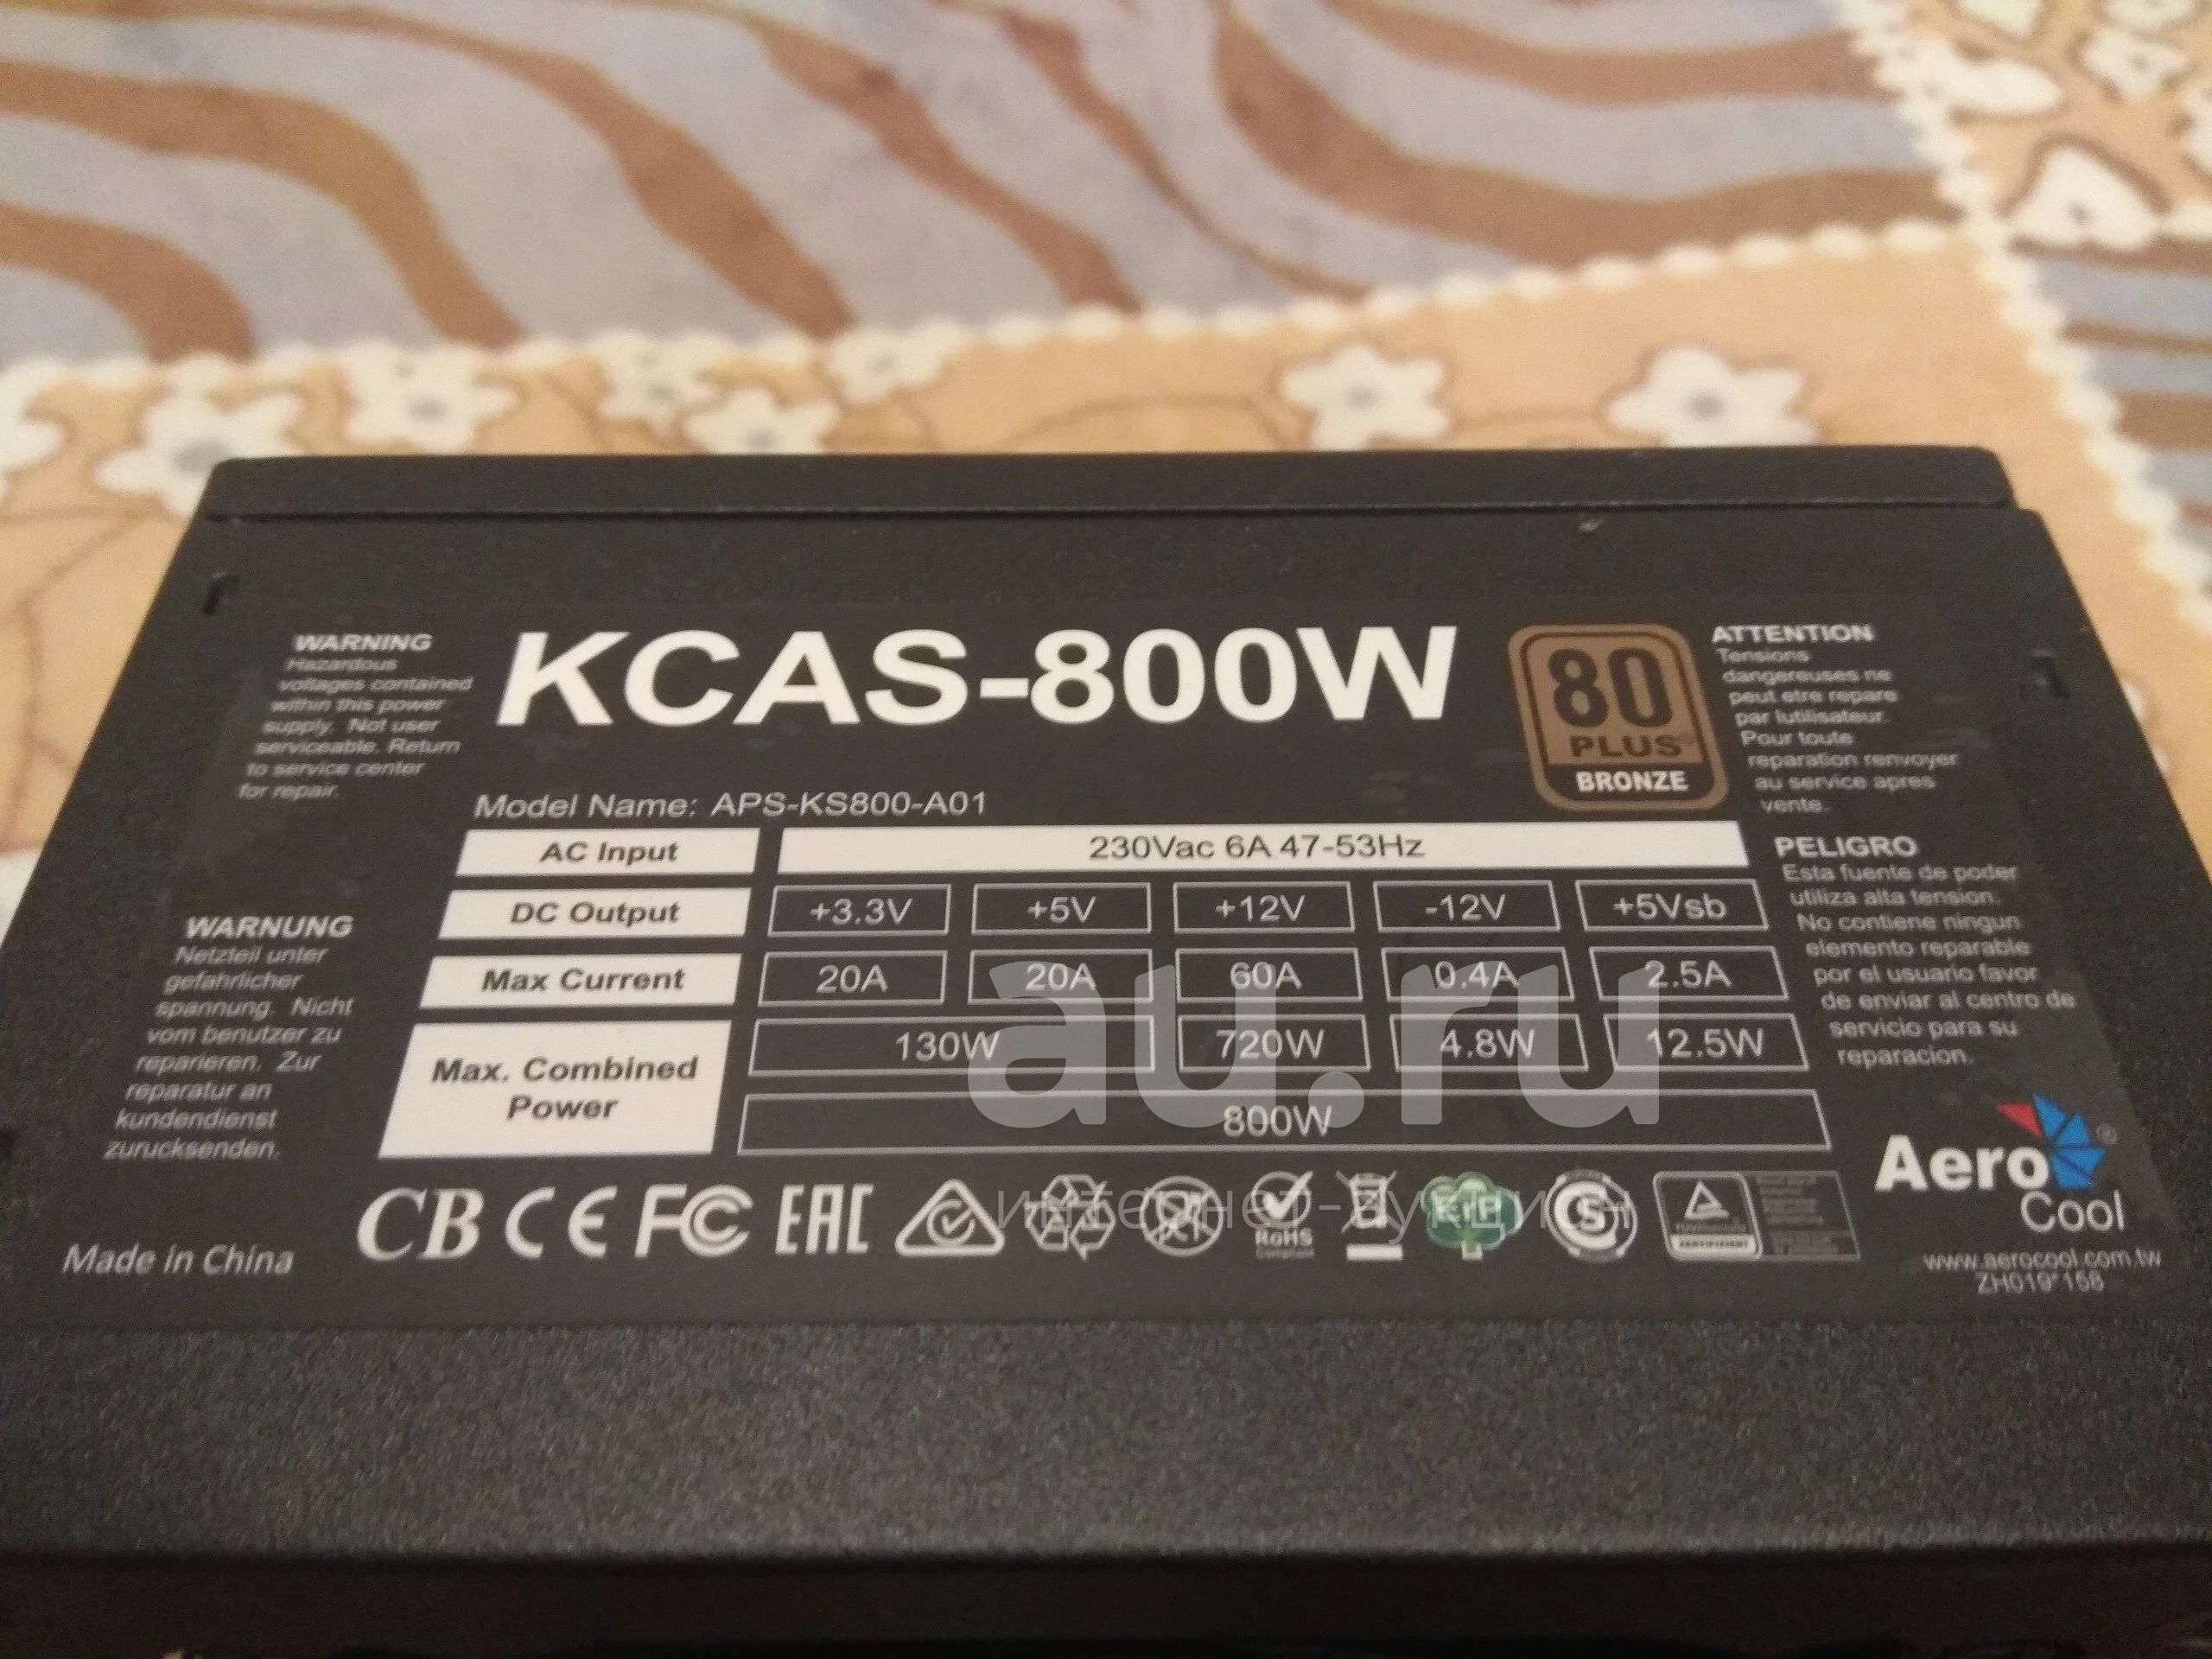 WARNING
Hazardous
voltages contained
within this power
supply. Not user
serviceable. Return
to service center
for repair.
KCAS-800W
80
PLUS
BRONZE
ATTENTION
Tensions
dangereuses ne
peut etre repare
par lutilisateur.
Pour toute
reparation renvoyer
au service apres
vente.
Model Name: APS-KS800-A01
AC Input 230Vac 6A 47-53Hz
DC Output +3.3V +5V +12V -12V +5Vsb
Max Current 20A 20A 60A 0.4A 2.5A
Max. Combined
Power
130W 720W 4.8W 12.5W
800W
WARNUNG
Netzteil unter
gefahrlicher
spannung. Nicht
vom benutzer zu
reparieren. Zur
reparatur an
kundendienst
zurucksenden.
PELIGRO
Esta fuente de poder
utiliza alta tension.
No contiene ningun
elemento reparable
por el usuario favor
de enviar al centro de
servicio para su
reparacion.
au.ru
интернет-аукцион
Made in China
CB CE FC EAC
RoHS
Compliant
ErP
Aero
Cool
www.aerocool.com.tw